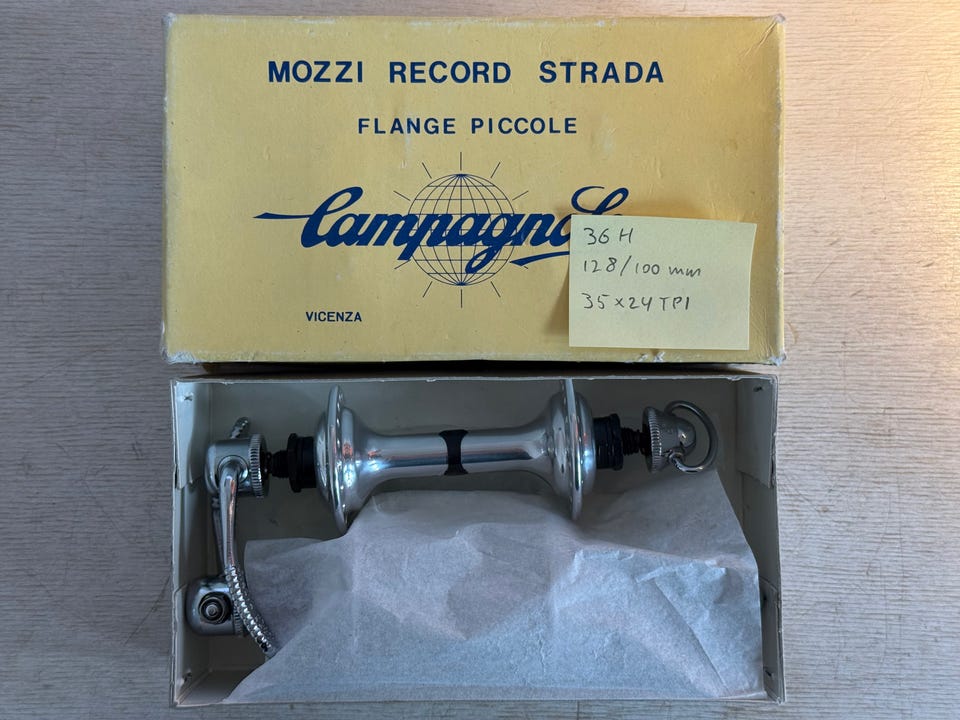 MOZZI RECORD STRADA
FLANGE PICCOLE
Campagnolo
VICENZA
36 H
128/100 mm
35 x 24 TPI